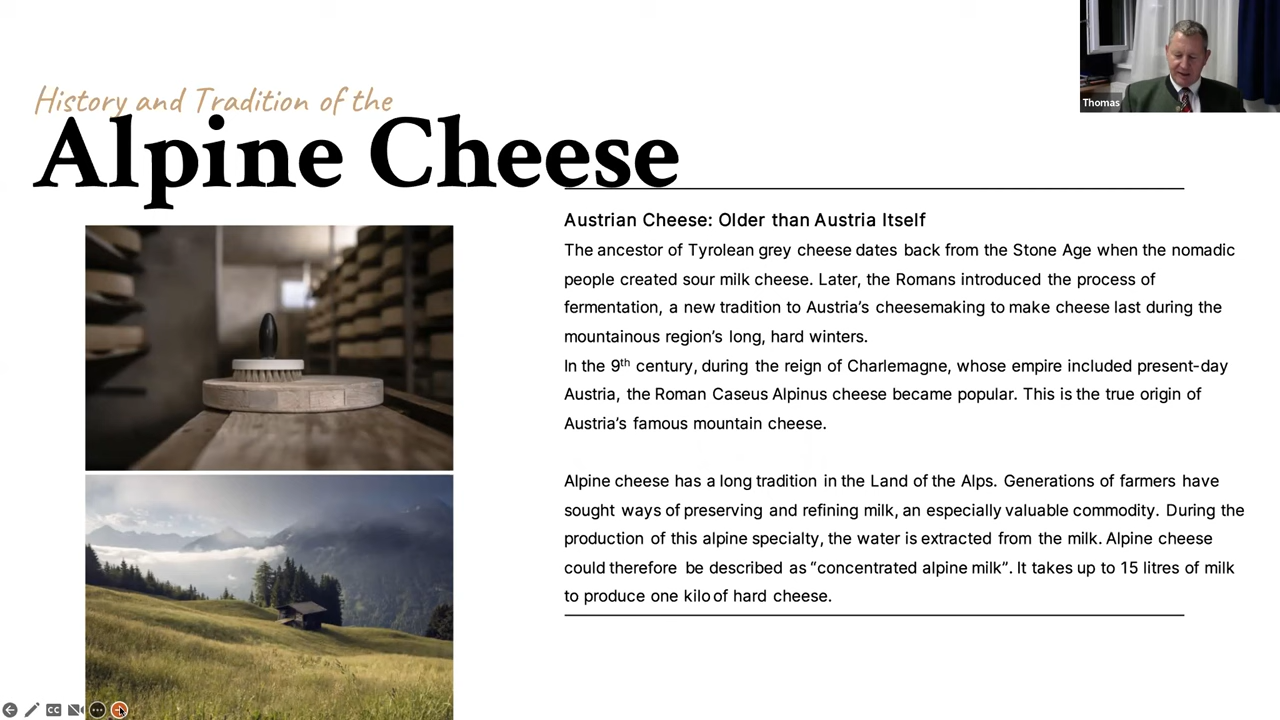 History and Tradition of the
Alpine Cheese
Thomas
Austrian Cheese: Older than Austria Itself
The ancestor of Tyrolean grey cheese dates back from the Stone Age when the nomadic
people created sour milk cheese. Later, the Romans introduced the process of
fermentation, a new tradition to Austria’s cheesemaking to make cheese last during the
mountainous region’s long, hard winters.
In the 9th century, during the reign of Charlemagne, whose empire included present-day
Austria, the Roman Caseus Alpinus cheese became popular. This is the true origin of
Austria’s famous mountain cheese.
Alpine cheese has a long tradition in the Land of the Alps. Generations of farmers have
sought ways of preserving and refining milk, an especially valuable commodity. During the
production of this alpine specialty, the water is extracted from the milk. Alpine cheese
could therefore be described as “concentrated alpine milk”. It takes up to 15 litres of milk
to produce one kilo of hard cheese.
CC